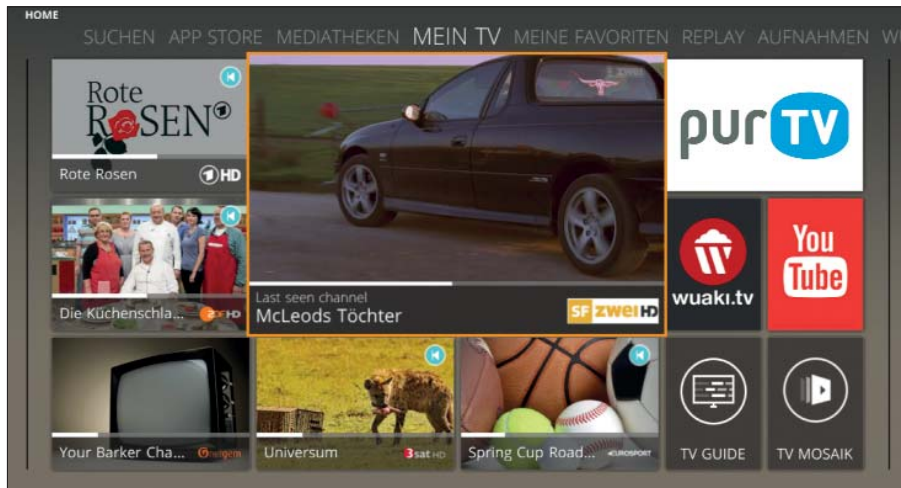 HOME
SUCHEN APP STORE MEDIATHEKEN MEIN TV MEINE FAVORITEN REPLAY AUFNAHMEN
Rote
ROSEN
Rote Rosen
HD
zwei
Last seen channel
McLeods Töchter
SF zwei HD
pur TV
Die Küchenschla...
ZDF HD
wuaki.tv
You
Tube
Your Barker Cha...
Universum
3sat HD
Spring Cup Road...
EUROSPORT
TV GUIDE
TV MOSAIK